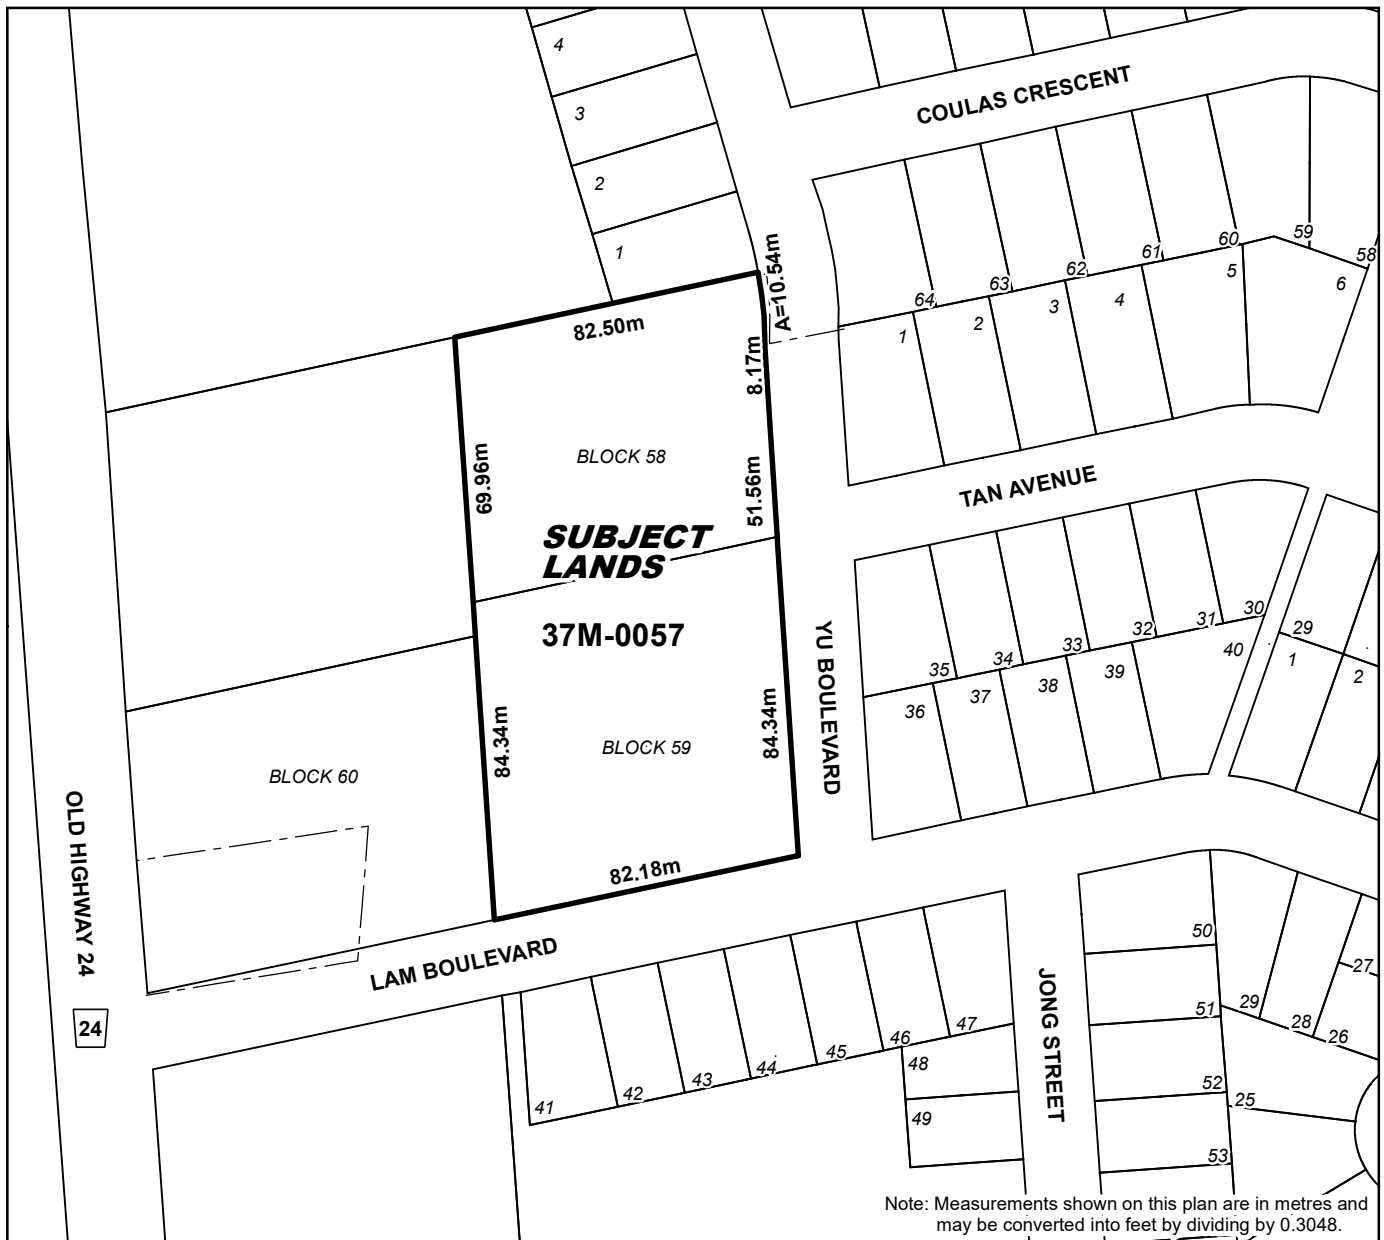 4
3
2
1
COULAS CRESCENT
A=10.54m
82.50m
8.17m
64
63
62
61
60
59
58
1
2
3
4
5
6
69.96m
BLOCK 58
51.56m
TAN AVENUE
SUBJECT
LANDS
37M-0057
YU BOULEVARD
35
34
33
32
31
30
29
36
37
38
39
40
1
2
84.34m
BLOCK 59
84.34m
BLOCK 60
OLD HIGHWAY 24
24
82.18m
LAM BOULEVARD
JONG STREET
41
42
43
44
45
46
47
48
49
50
51
52
53
29
28
27
26
25
Note: Measurements shown on this plan are in metres and
may be converted into feet by dividing by 0.3048.